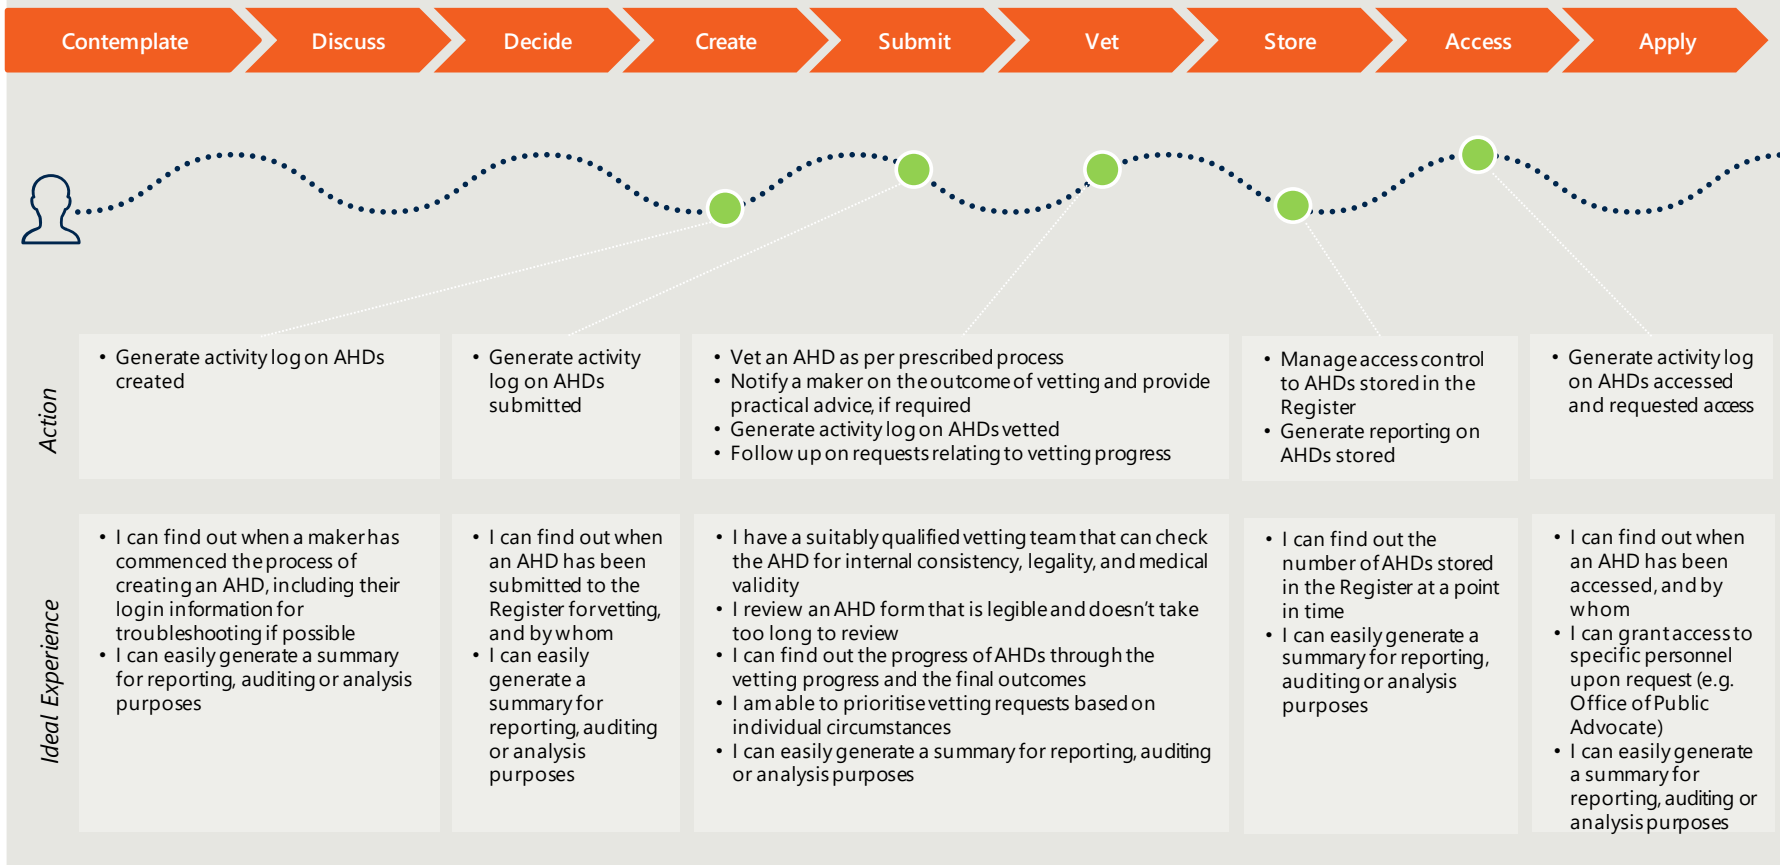 Contemplate
Discuss
Decide
Create
Submit
Vet
Store
Access
Apply
Action
• Generate activity log on AHDs
created
• Generate activity
log on AHDs
submitted
• Vet an AHD as per prescribed process
• Notify a maker on the outcome of vetting and provide
practical advice, if required
• Generate activity log on AHDs vetted
• Follow up on requests relating to vetting progress
• Manage access control
to AHDs stored in the
Register
• Generate reporting on
AHDs stored
• Generate activity log
on AHDs accessed
and requested access
Ideal Experience
• I can find out when a maker has
commenced the process of
creating an AHD, including their
login information for
troubleshooting if possible
• I can easily generate a summary
for reporting, auditing or analysis
purposes
• I can find out when
an AHD has been
submitted to the
Register for vetting,
and by whom
• I can easily
generate a
summary for
reporting, auditing
or analysis
purposes
• I have a suitably qualified vetting team that can check
the AHD for internal consistency, legality, and medical
validity
• I review an AHD form that is legible and doesn't take
too long to review
• I can find out the progress of AHDs through the
vetting progress and the final outcomes
• I am able to prioritise vetting requests based on
individual circumstances
• I can easily generate a summary for reporting, auditing
or analysis purposes
• I can find out the
number of AHDs stored
in the Register at a point
in time
• I can easily generate a
summary for reporting,
auditing or analysis
purposes
• I can find out when
an AHD has been
accessed, and by
whom
• I can grant access to
specific personnel
upon request (e.g.
Office of Public
Advocate)
• I can easily generate
a summary for
reporting, auditing or
analysis purposes